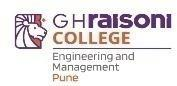 GHRAISONI
COLLEGE
Engineering and
Management
Pune